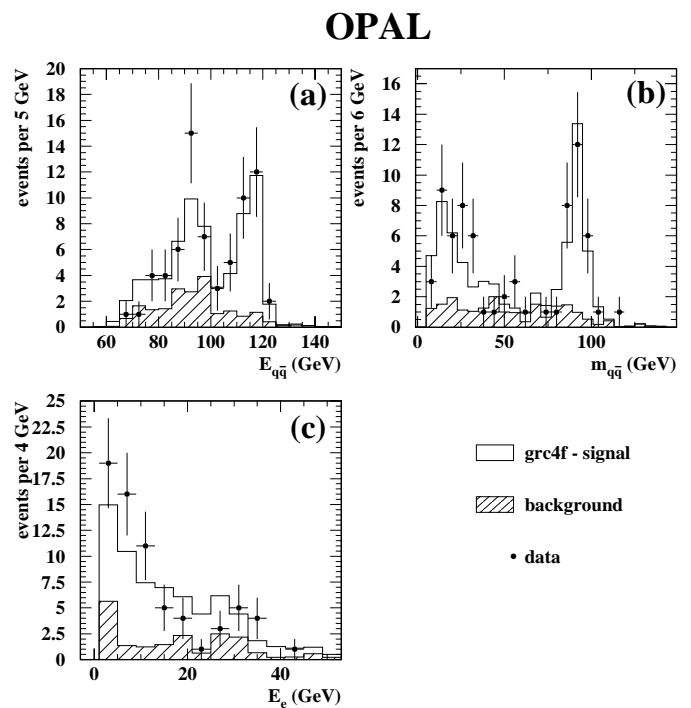 OPAL
events per 5 GeV
20
18
16
14
12
10
8
6
4
2
0
(a)
60 80 100 120 140
E_qq̅ (GeV)
events per 6 GeV
16
14
12
10
8
6
4
2
0
(b)
0 50 100
m_qq̅ (GeV)
events per 4 GeV
25
22.5
20
17.5
15
12.5
10
7.5
5
2.5
0
(c)
0 20 40
E_e (GeV)
grc4f - signal
background
data